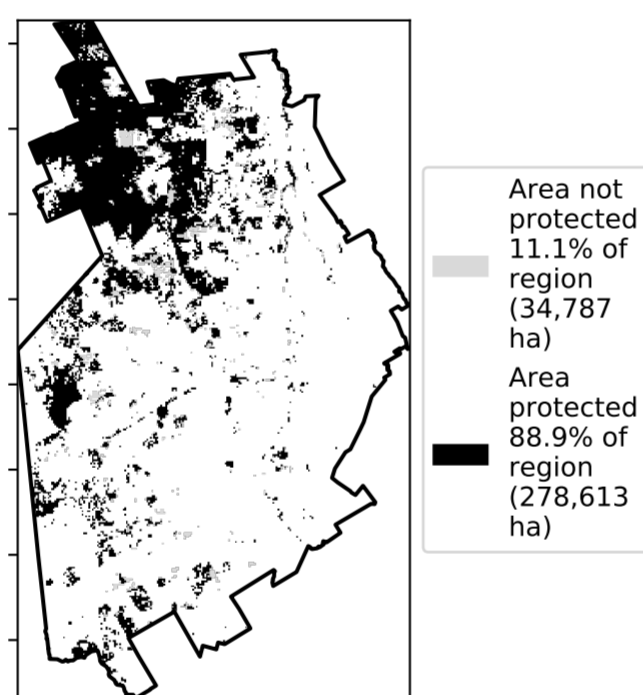 Area not
protected
11.1% of
region
(34,787
ha)
Area
protected
88.9% of
region
(278,613
ha)